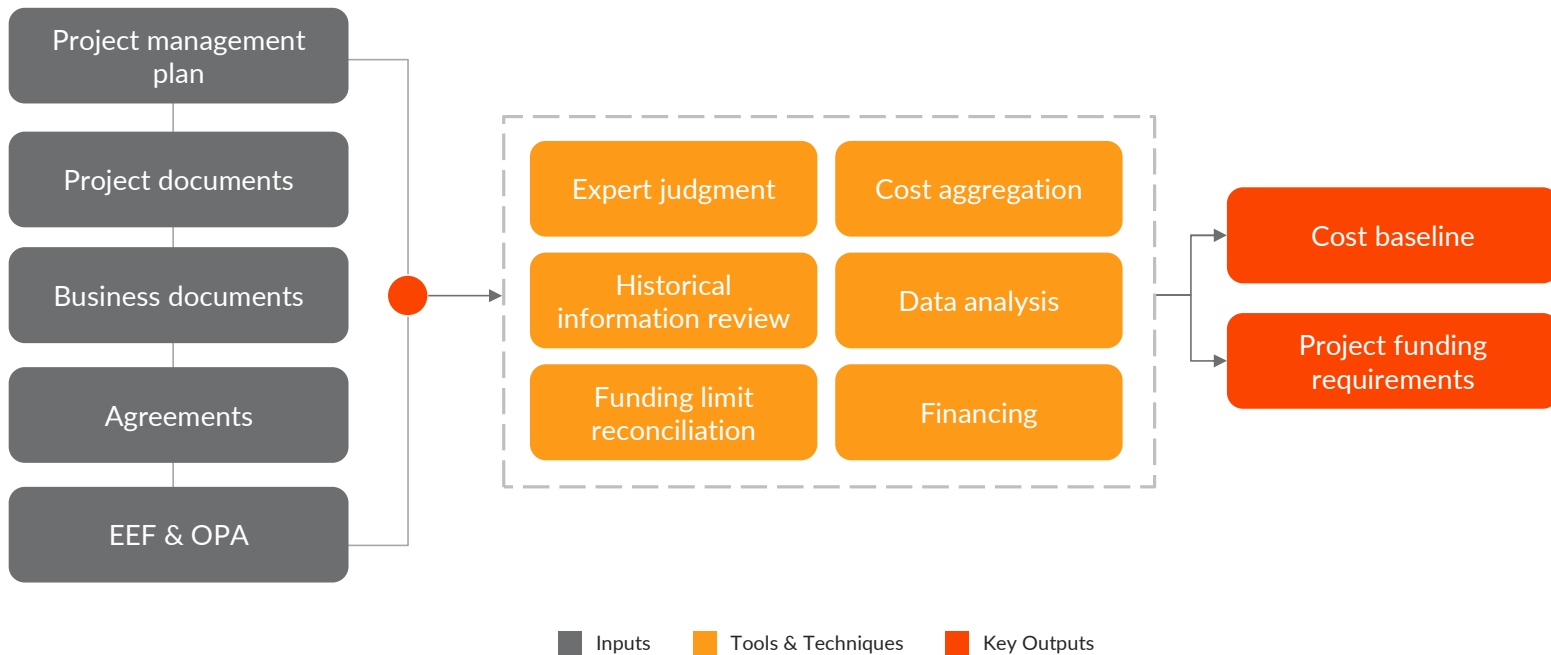 Project management
plan
Project documents
Business documents
Agreements
EEF & OPA
Expert judgment
Cost aggregation
Historical
information review
Data analysis
Funding limit
reconciliation
Financing
Cost baseline
Project funding
requirements
Inputs
Tools & Techniques
Key Outputs